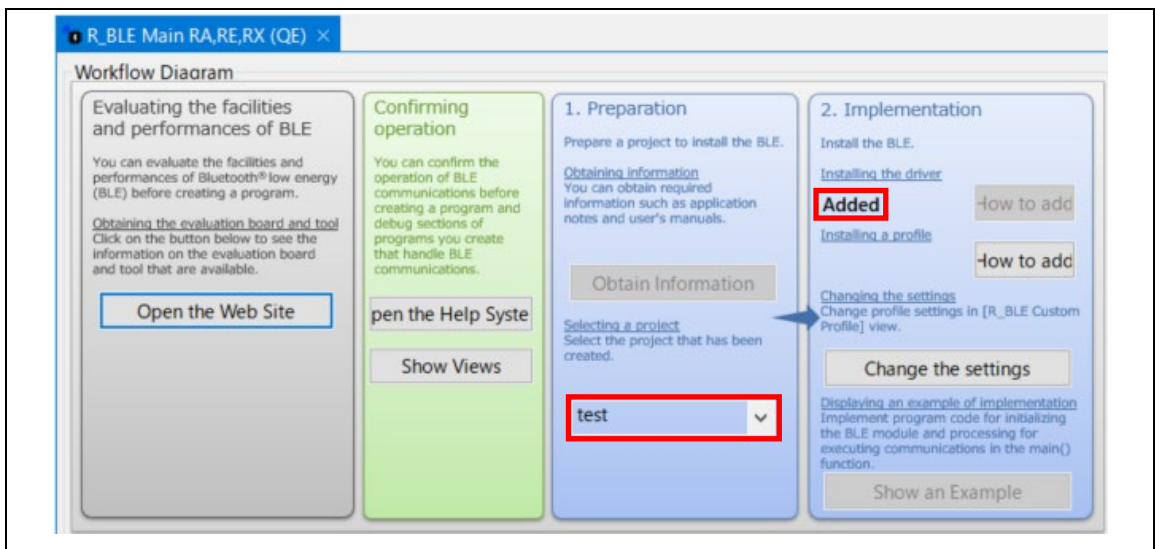 R_BLE Main RA,RE,RX (QE) ×
Workflow Diagram
Evaluating the facilities
and performances of BLE
You can evaluate the facilities and
performances of Bluetooth® low energy
(BLE) before creating a program.
Obtaining the evaluation board and tool
Click on the button below to see the
information on the evaluation board
and tool that are available.
Open the Web Site
Confirming
operation
You can confirm the
operation of BLE
communications before
creating a program and
debug sections of
programs you create
that handle BLE
communications.
pen the Help Syste
Show Views
1. Preparation
Prepare a project to install the BLE.
Obtaining information
You can obtain required
information such as application
notes and user's manuals.
Obtain Information
Selecting a project
Select the project that has been
created.
test
2. Implementation
Install the BLE.
Installing the driver
Added
How to add
Installing a profile
How to add
Changing the settings
Change profile settings in [R_BLE Custom
Profile] view.
Change the settings
Displaying an example of implementation
Implement program code for initializing
the BLE module and processing for
executing communications in the main()
function.
Show an Example